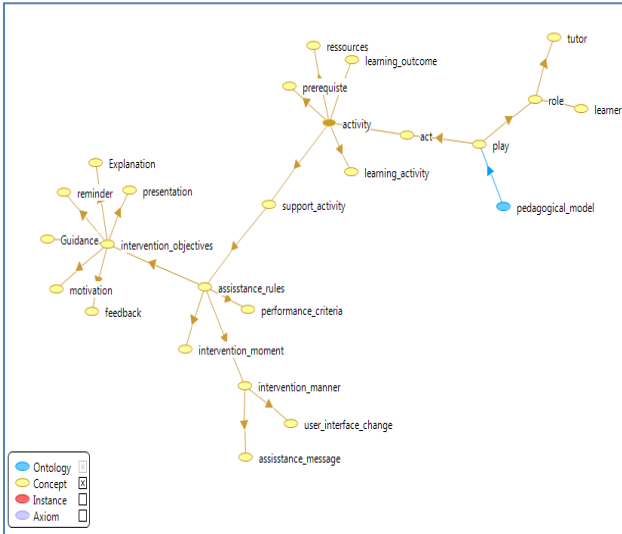 ressources
tutor
learning_outcome
prerequiste
role
learner
activity
act
play
Explanation
learning_activity
reminder
presentation
support_activity
pedagogical_model
Guidance
intervention_objectives
motivation
assisstance_rules
feedback
performance_criteria
intervention_moment
intervention_manner
user_interface_change
assisstance_message
Ontology
Concept
Instance
Axiom